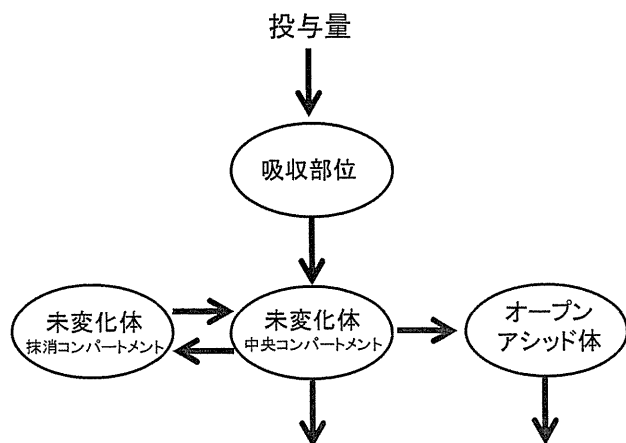 投与量
吸収部位
未変化体
抹消コンパートメント
未変化体
中央コンパートメント
オープン
アシッド体